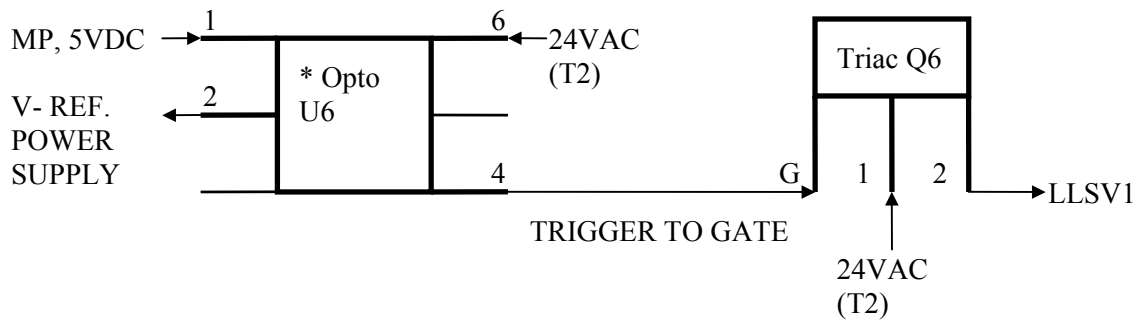 1
6
MP, 5VDC
24VAC
(T2)
* Opto
U6
Triac Q6
2
V- REF.
POWER
SUPPLY
4
G
1
2
LLSV1
TRIGGER TO GATE
24VAC
(T2)